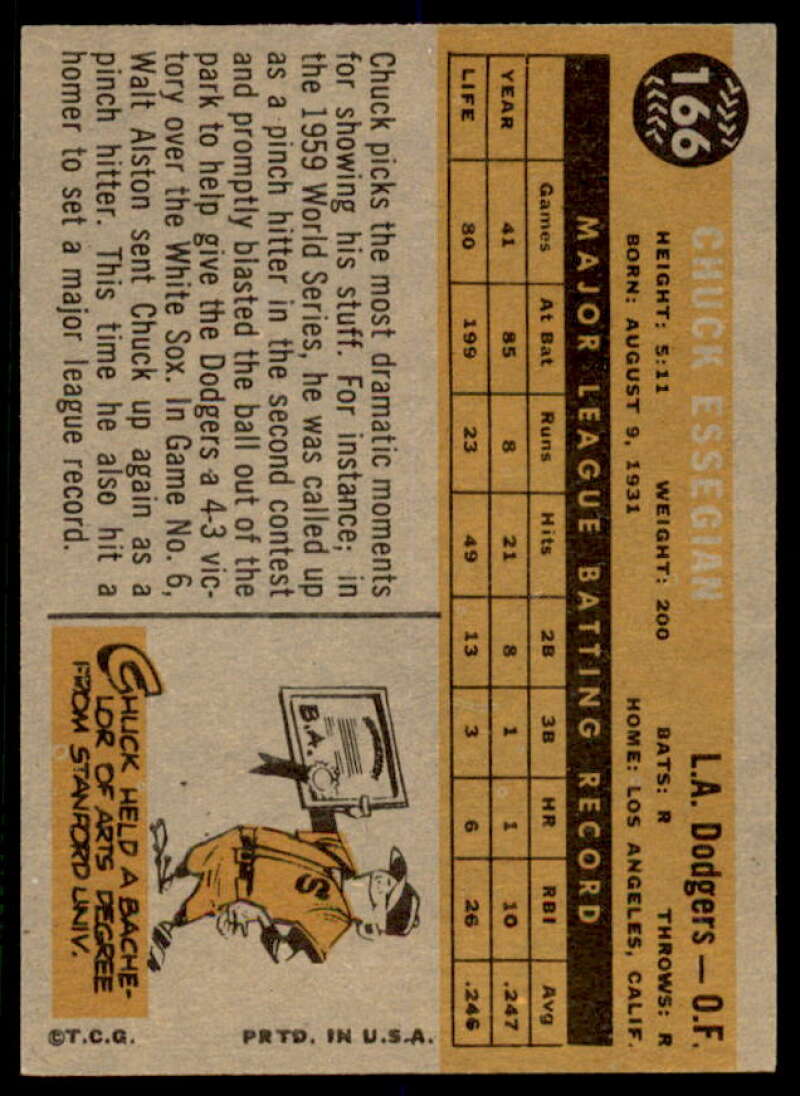 166
CHUCK ESSEGIAN L.A. Dodgers — O.F.
HEIGHT: 5:11 WEIGHT: 200 BATS: R THROWS: R
BORN: AUGUST 9, 1931 HOME: LOS ANGELES, CALIF.
MAJOR LEAGUE BATTING RECORD
Games At Bat Runs Hits 2B 3B HR RBI Avg
YEAR 41 85 8 21 8 1 1 10 .247
LIFE 80 199 23 49 13 3 6 26 .246
Chuck picks the most dramatic moments
for showing his stuff. For instance; in
the 1959 World Series, he was called up
as a pinch hitter in the second contest
and promptly blasted the ball out of the
park to help give the Dodgers a 4-3 vic-
tory over the White Sox. In Game No. 6,
Walt Alston sent Chuck up again as a
pinch hitter. This time he also hit a
homer to set a major league record.
B.A.
S
CHUCK HELD A BACHE-
LOR OF ARTS DEGREE
FROM STANFORD UNIV.
©T.C.G. PRTD. IN U.S.A.